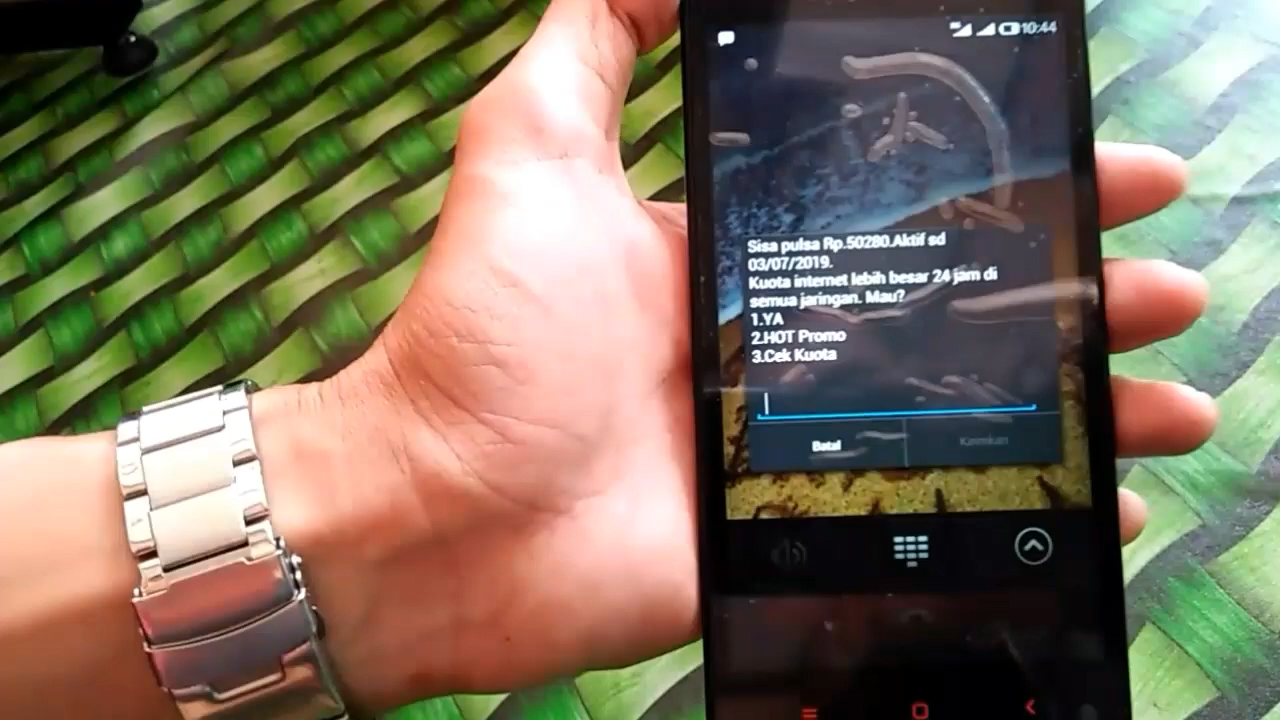 10:44
Sisa pulsa Rp.50280.Aktif sd
03/07/2019.
Kuota internet lebih besar 24 jam di
semua jaringan. Mau?
1.YA
2.HOT Promo
3.Cek Kuota
Batal
Kirimkan